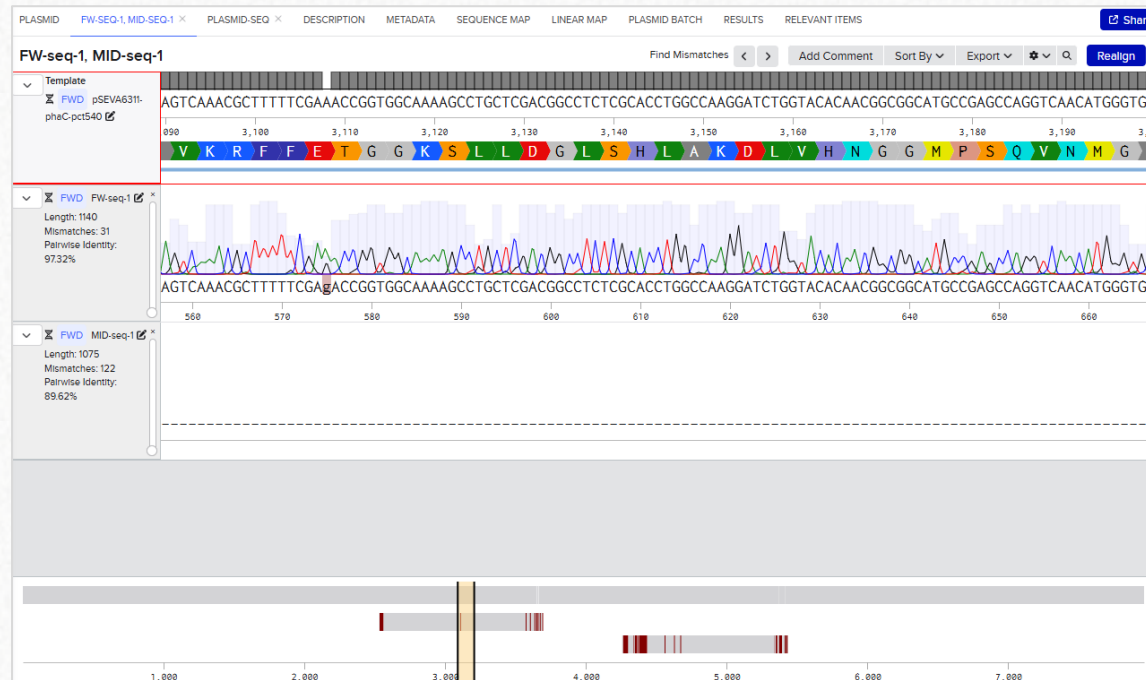 PLASMID FW-SEQ-1, MID-SEQ-1 × PLASMID-SEQ × DESCRIPTION METADATA SEQUENCE MAP LINEAR MAP PLASMID BATCH RESULTS RELEVANT ITEMS Shar
FW-seq-1, MID-seq-1 Find Mismatches Add Comment Sort By Export Realign
Template
FWD pSEVA6311-
phaC-pct540
AGTCAAACGCTTTTTCGAAACCGGTGGCAAAAGCCTGCTCGACGGCCTCTCGCACCTGGCCAAGGATCTGGTACACAACGGCGGCATGCCGAGCCAGGTCAACATGGGTG
090 3,100 3,110 3,120 3,130 3,140 3,150 3,160 3,170 3,180 3,190 3,
V K R F F E T G G K S L L D G L S H L A K D L V H N G G M P S Q V N M G
FWD FW-seq-1 ×
Length: 1140
Mismatches: 31
Pairwise Identity:
97.32%
AGTCAAACGCTTTTTCGAgACCGGTGGCAAAAGCCTGCTCGACGGCCTCTCGCACCTGGCCAAGGATCTGGTACACAACGGCGGCATGCCGAGCCAGGTCAACATGGGTG
560 570 580 590 600 610 620 630 640 650 660
FWD MID-seq-1 ×
Length: 1075
Mismatches: 122
Pairwise Identity:
89.62%
1,000 2,000 3,000 4,000 5,000 6,000 7,000